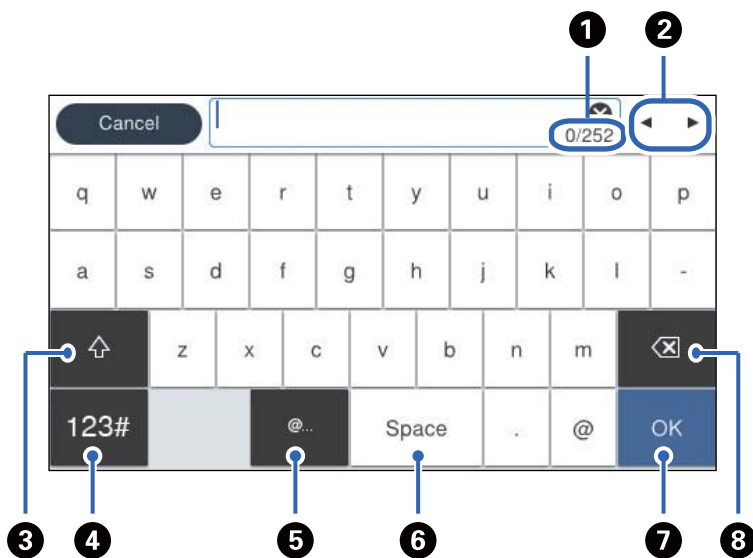 1 2
Cancel
0/252
q w e r t y u i o p
a s d f g h j k l -
z x c v b n m
123# @... Space . @ OK
3 4 5 6 7 8